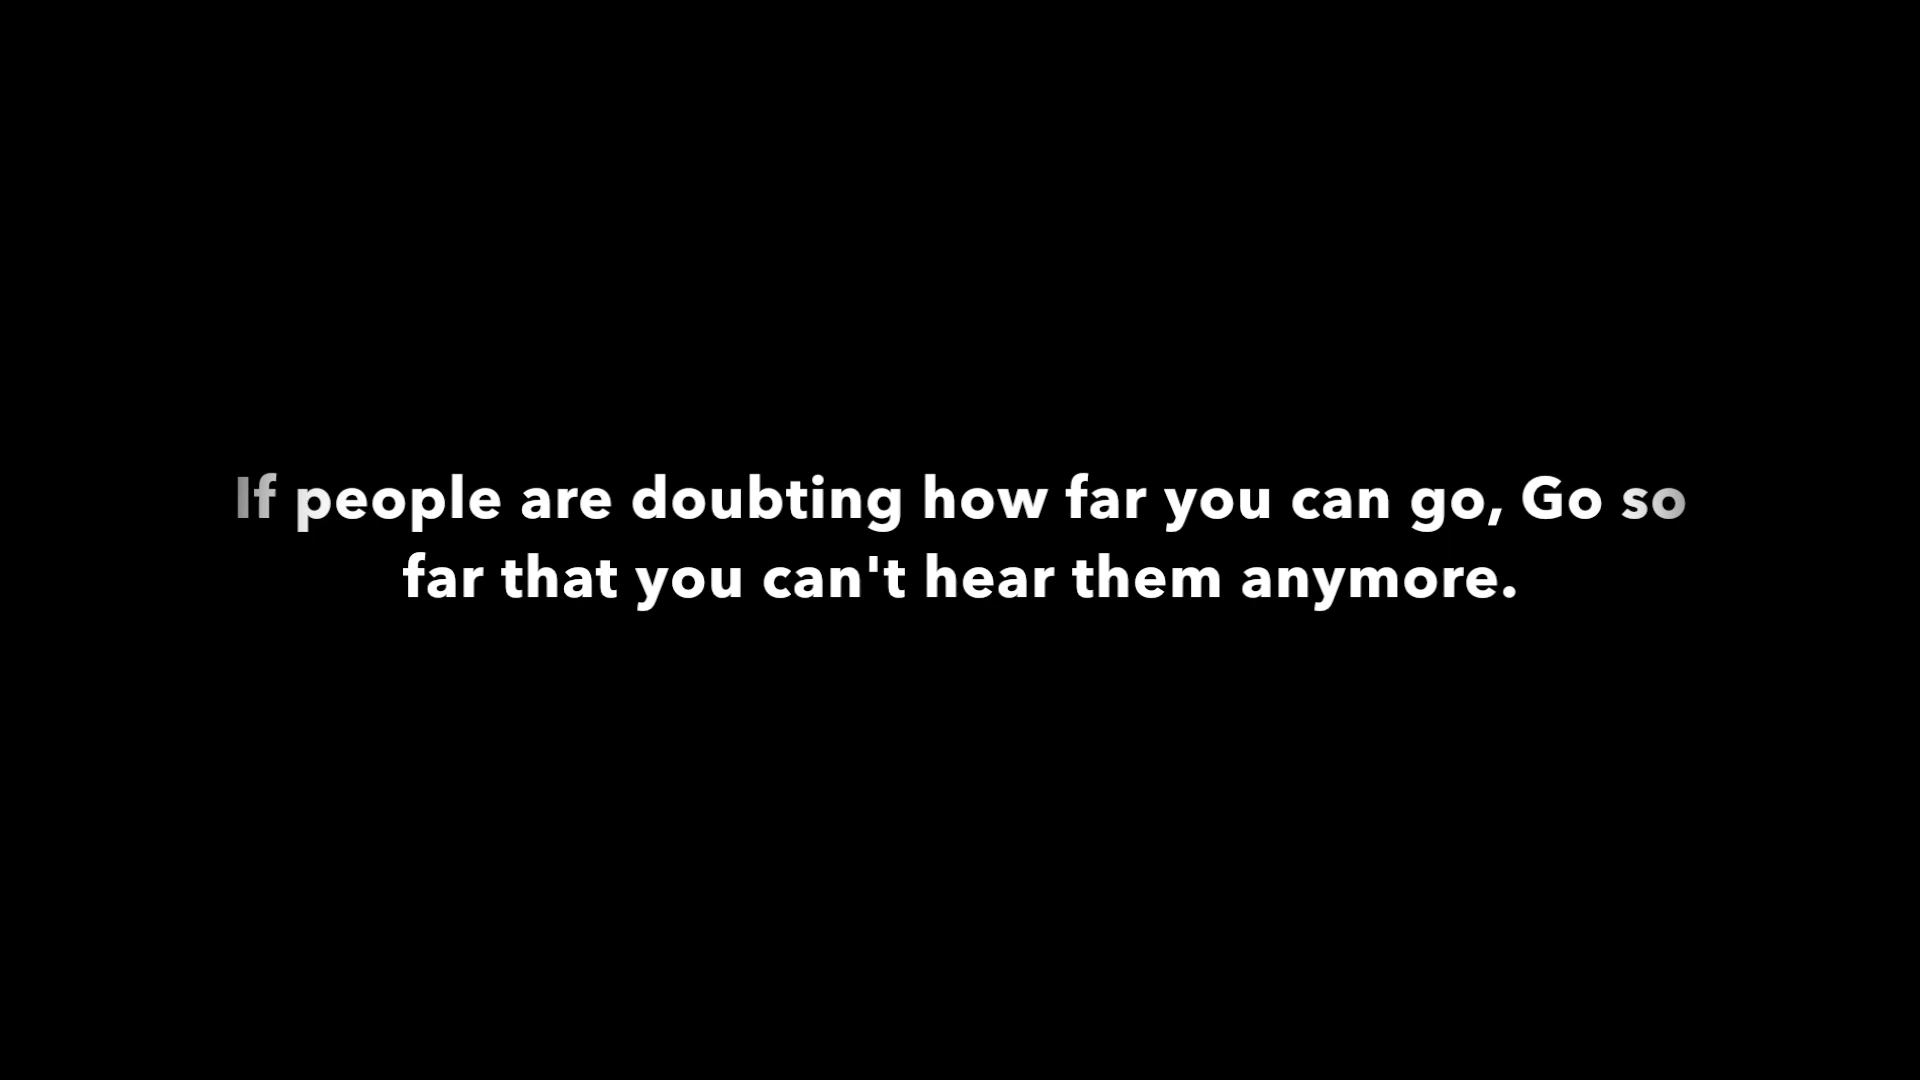 If people are doubting how far you can go, Go so
far that you can't hear them anymore.